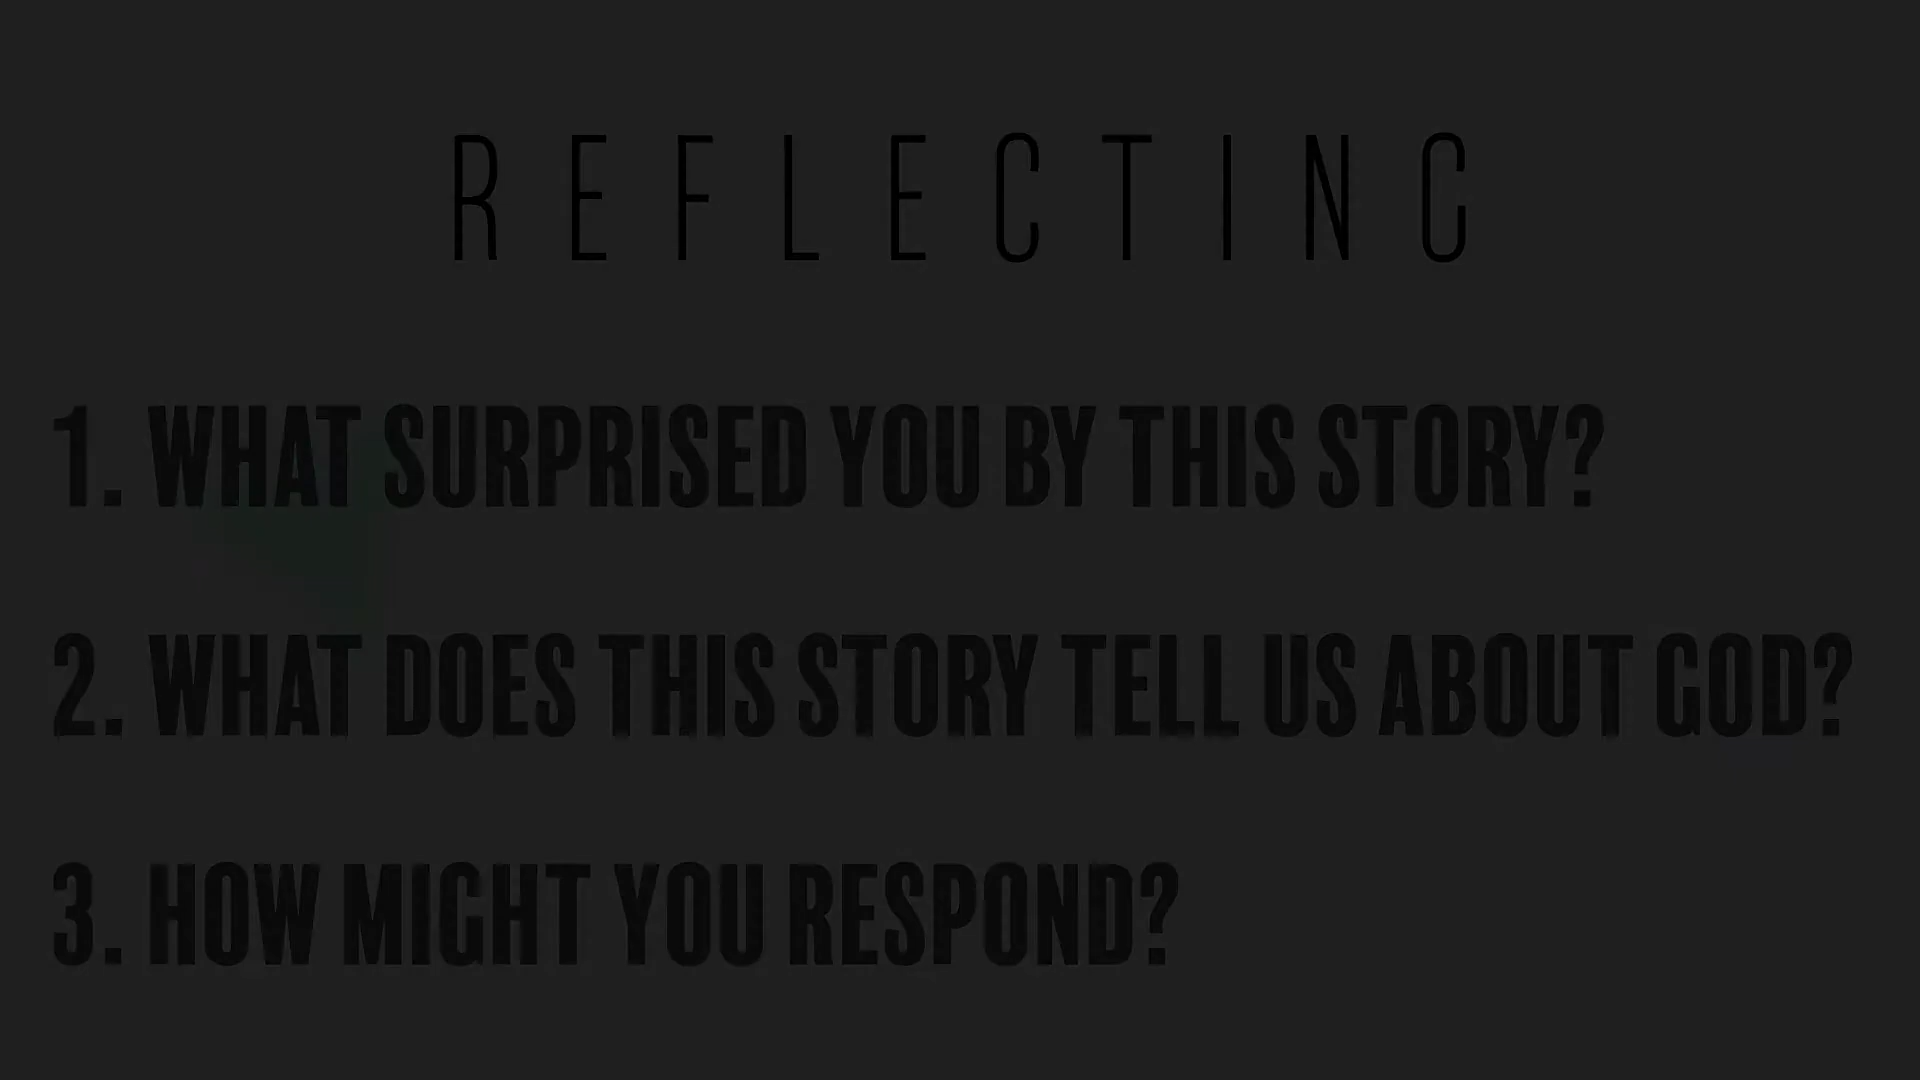 REFLECTING
1. WHAT SURPRISED YOU BY THIS STORY?
2. WHAT DOES THIS STORY TELL US ABOUT GOD?
3. HOW MIGHT YOU RESPOND?